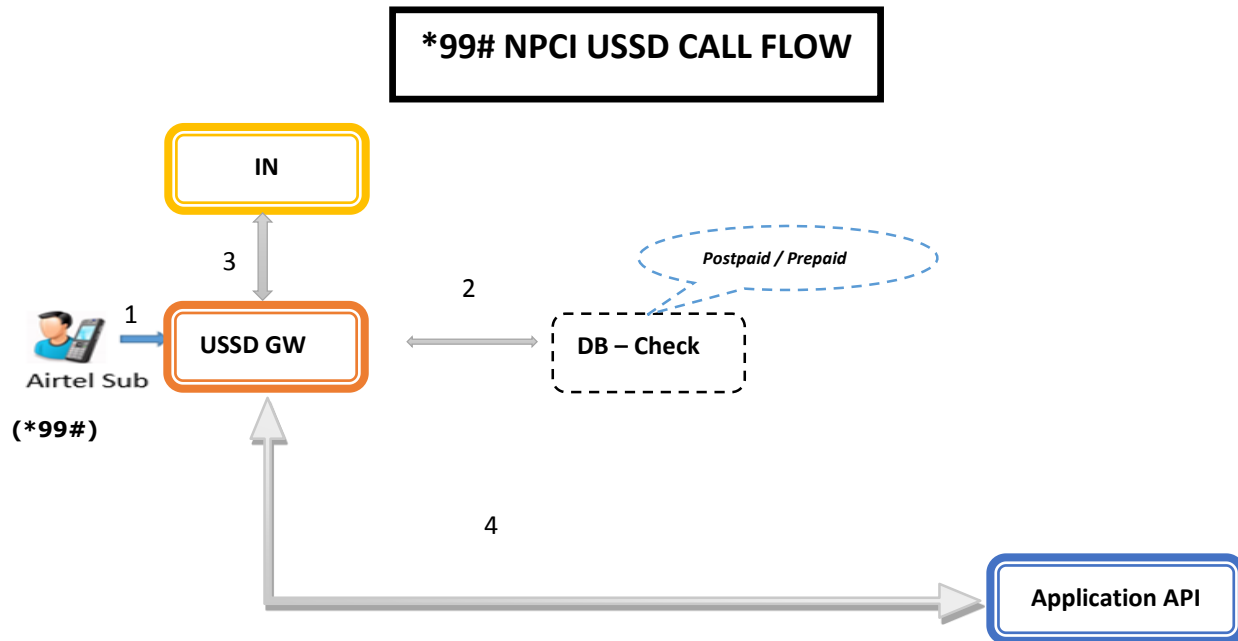 *99# NPCI USSD CALL FLOW
IN
3
Postpaid / Prepaid
2
1
USSD GW
DB – Check
Airtel Sub
(*99#)
4
Application API